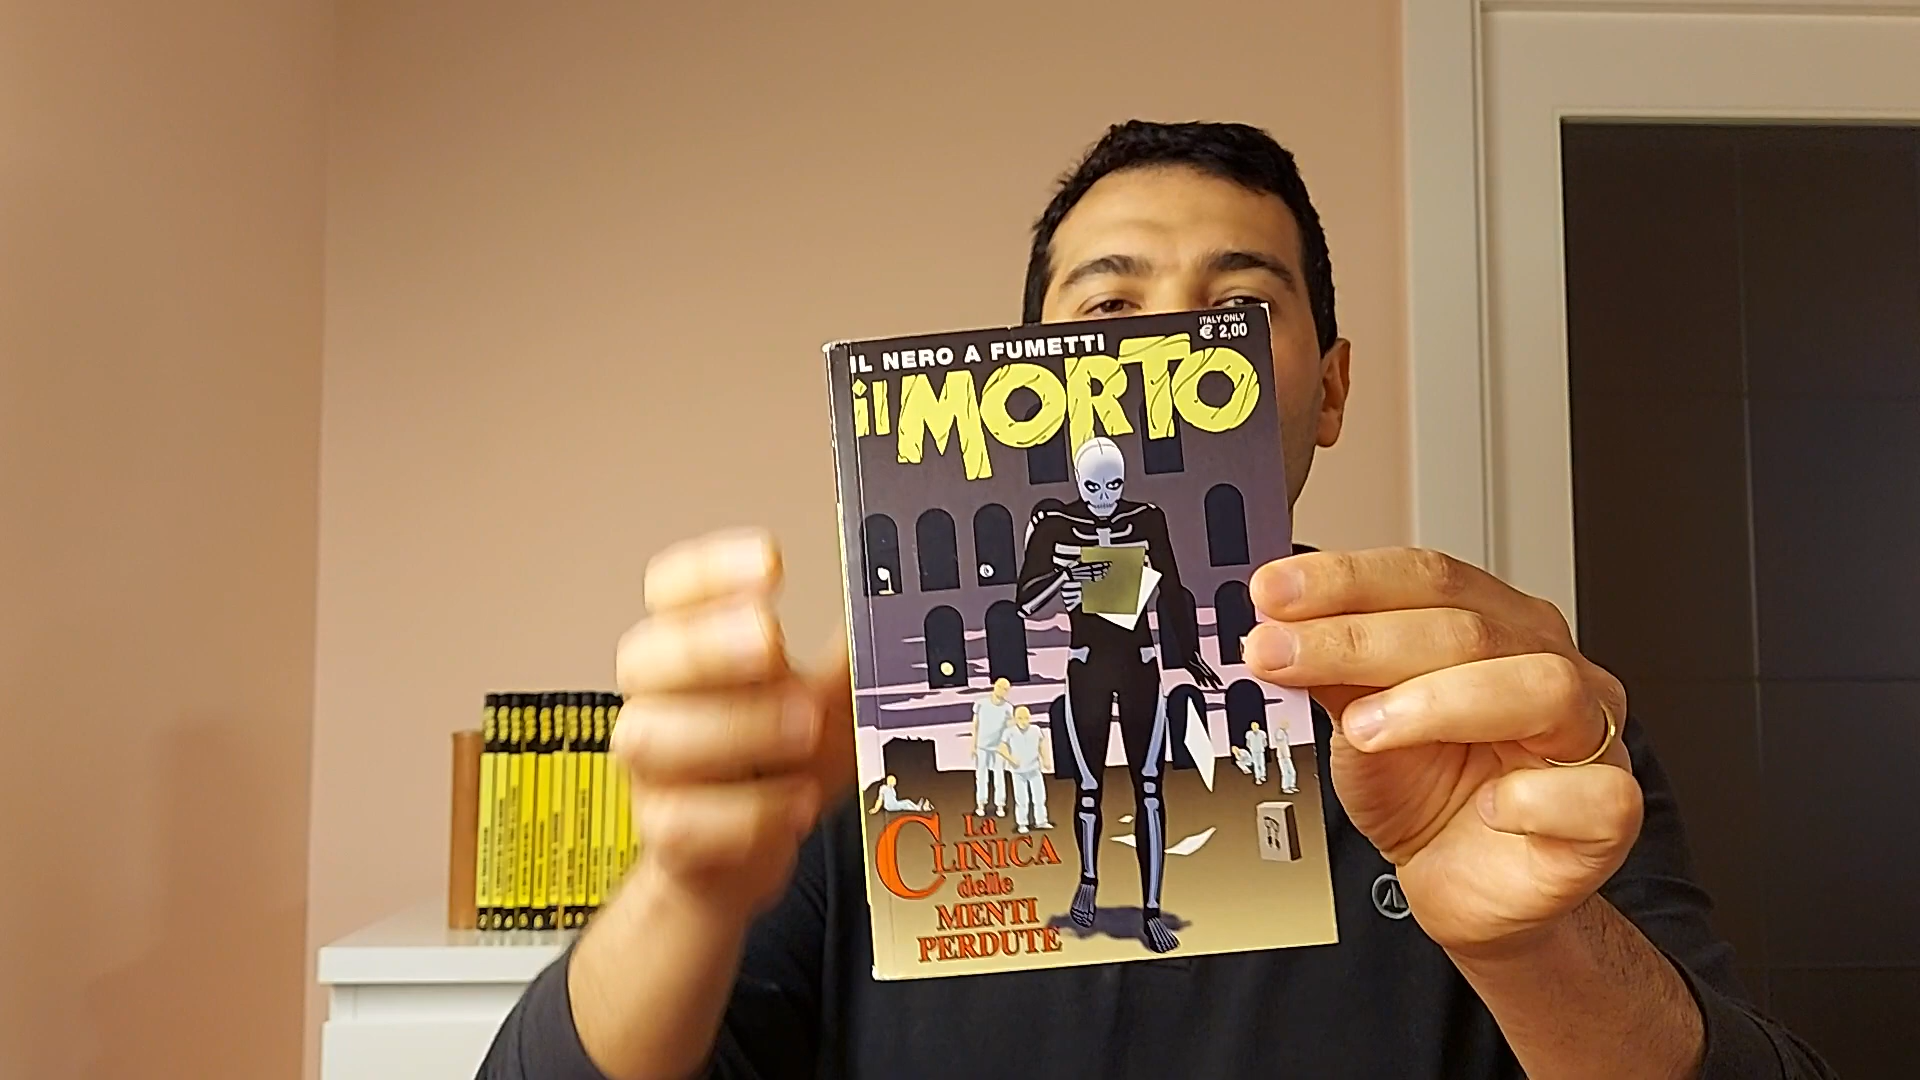 IL NERO A FUMETTI
ITALY ONLY
€ 2,00
il MORTO
La
CLINICA
delle
MENTI
PERDUTE